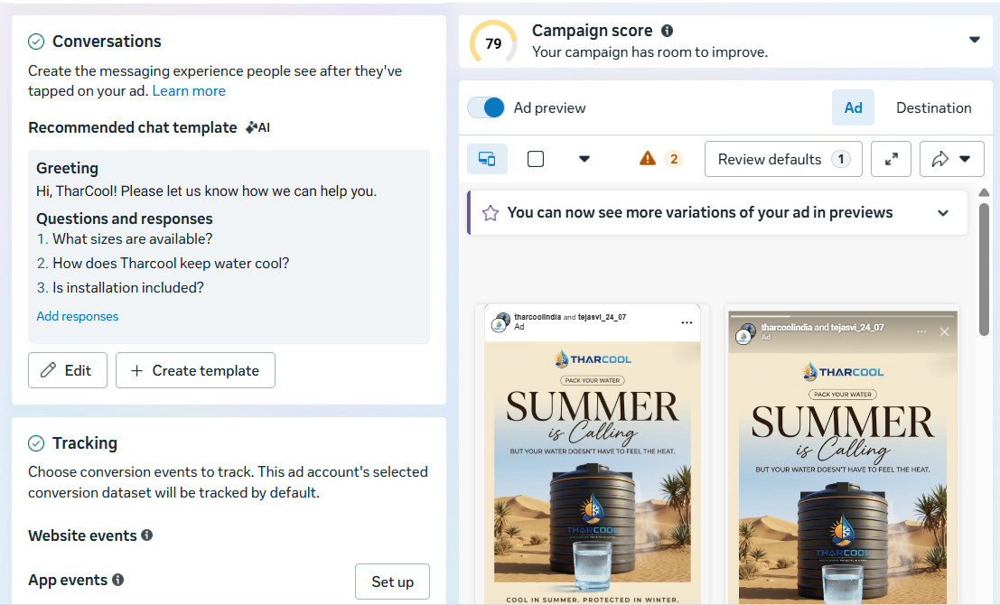 Conversations
Create the messaging experience people see after they've
tapped on your ad. Learn more
Recommended chat template AI
Greeting
Hi, TharCool! Please let us know how we can help you.
Questions and responses
1. What sizes are available?
2. How does Tharcool keep water cool?
3. Is installation included?
Add responses
Edit
Create template
Tracking
Choose conversion events to track. This ad account's selected
conversion dataset will be tracked by default.
Website events
App events
Set up
79
Campaign score
Your campaign has room to improve.
Ad preview
Ad
Destination
2
Review defaults 1
You can now see more variations of your ad in previews
tharcoolindia and tejasvi_24_07
Ad
THARCOOL
PACK YOUR WATER
SUMMER
is Calling
BUT YOUR WATER DOESN'T HAVE TO FEEL THE HEAT.
THARCOOL
COOL IN SUMMER. PROTECTED IN WINTER.
tharcoolindia and tejasvi_24_07
Ad
THARCOOL
PACK YOUR WATER
SUMMER
is Calling
BUT YOUR WATER DOESN'T HAVE TO FEEL THE HEAT.
THARCOOL